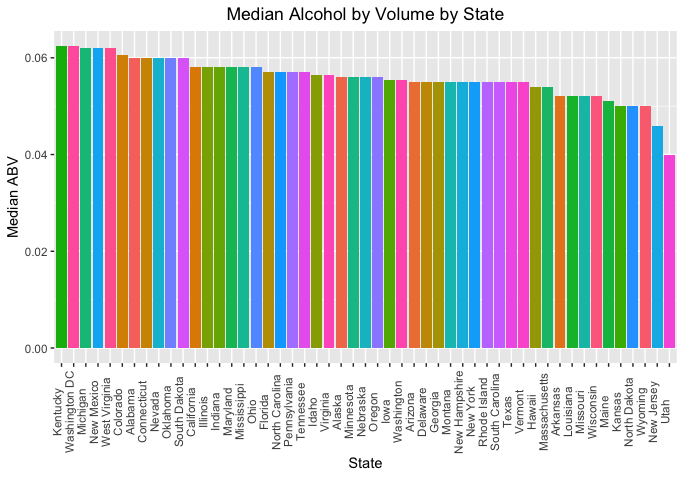 Median Alcohol by Volume by State
Median ABV
0.06
0.04
0.02
0.00
Kentucky
Washington DC
Michigan
New Mexico
West Virginia
Colorado
Alabama
Connecticut
Nevada
Oklahoma
South Dakota
California
Illinois
Indiana
Maryland
Mississippi
Ohio
Florida
North Carolina
Pennsylvania
Tennessee
Idaho
Virginia
Alaska
Minnesota
Nebraska
Oregon
Iowa
Washington
Arizona
Delaware
Georgia
Montana
New Hampshire
New York
Rhode Island
South Carolina
Texas
Vermont
Hawaii
Massachusetts
Arkansas
Louisiana
Missouri
Wisconsin
Maine
Kansas
North Dakota
Wyoming
New Jersey
Utah
State